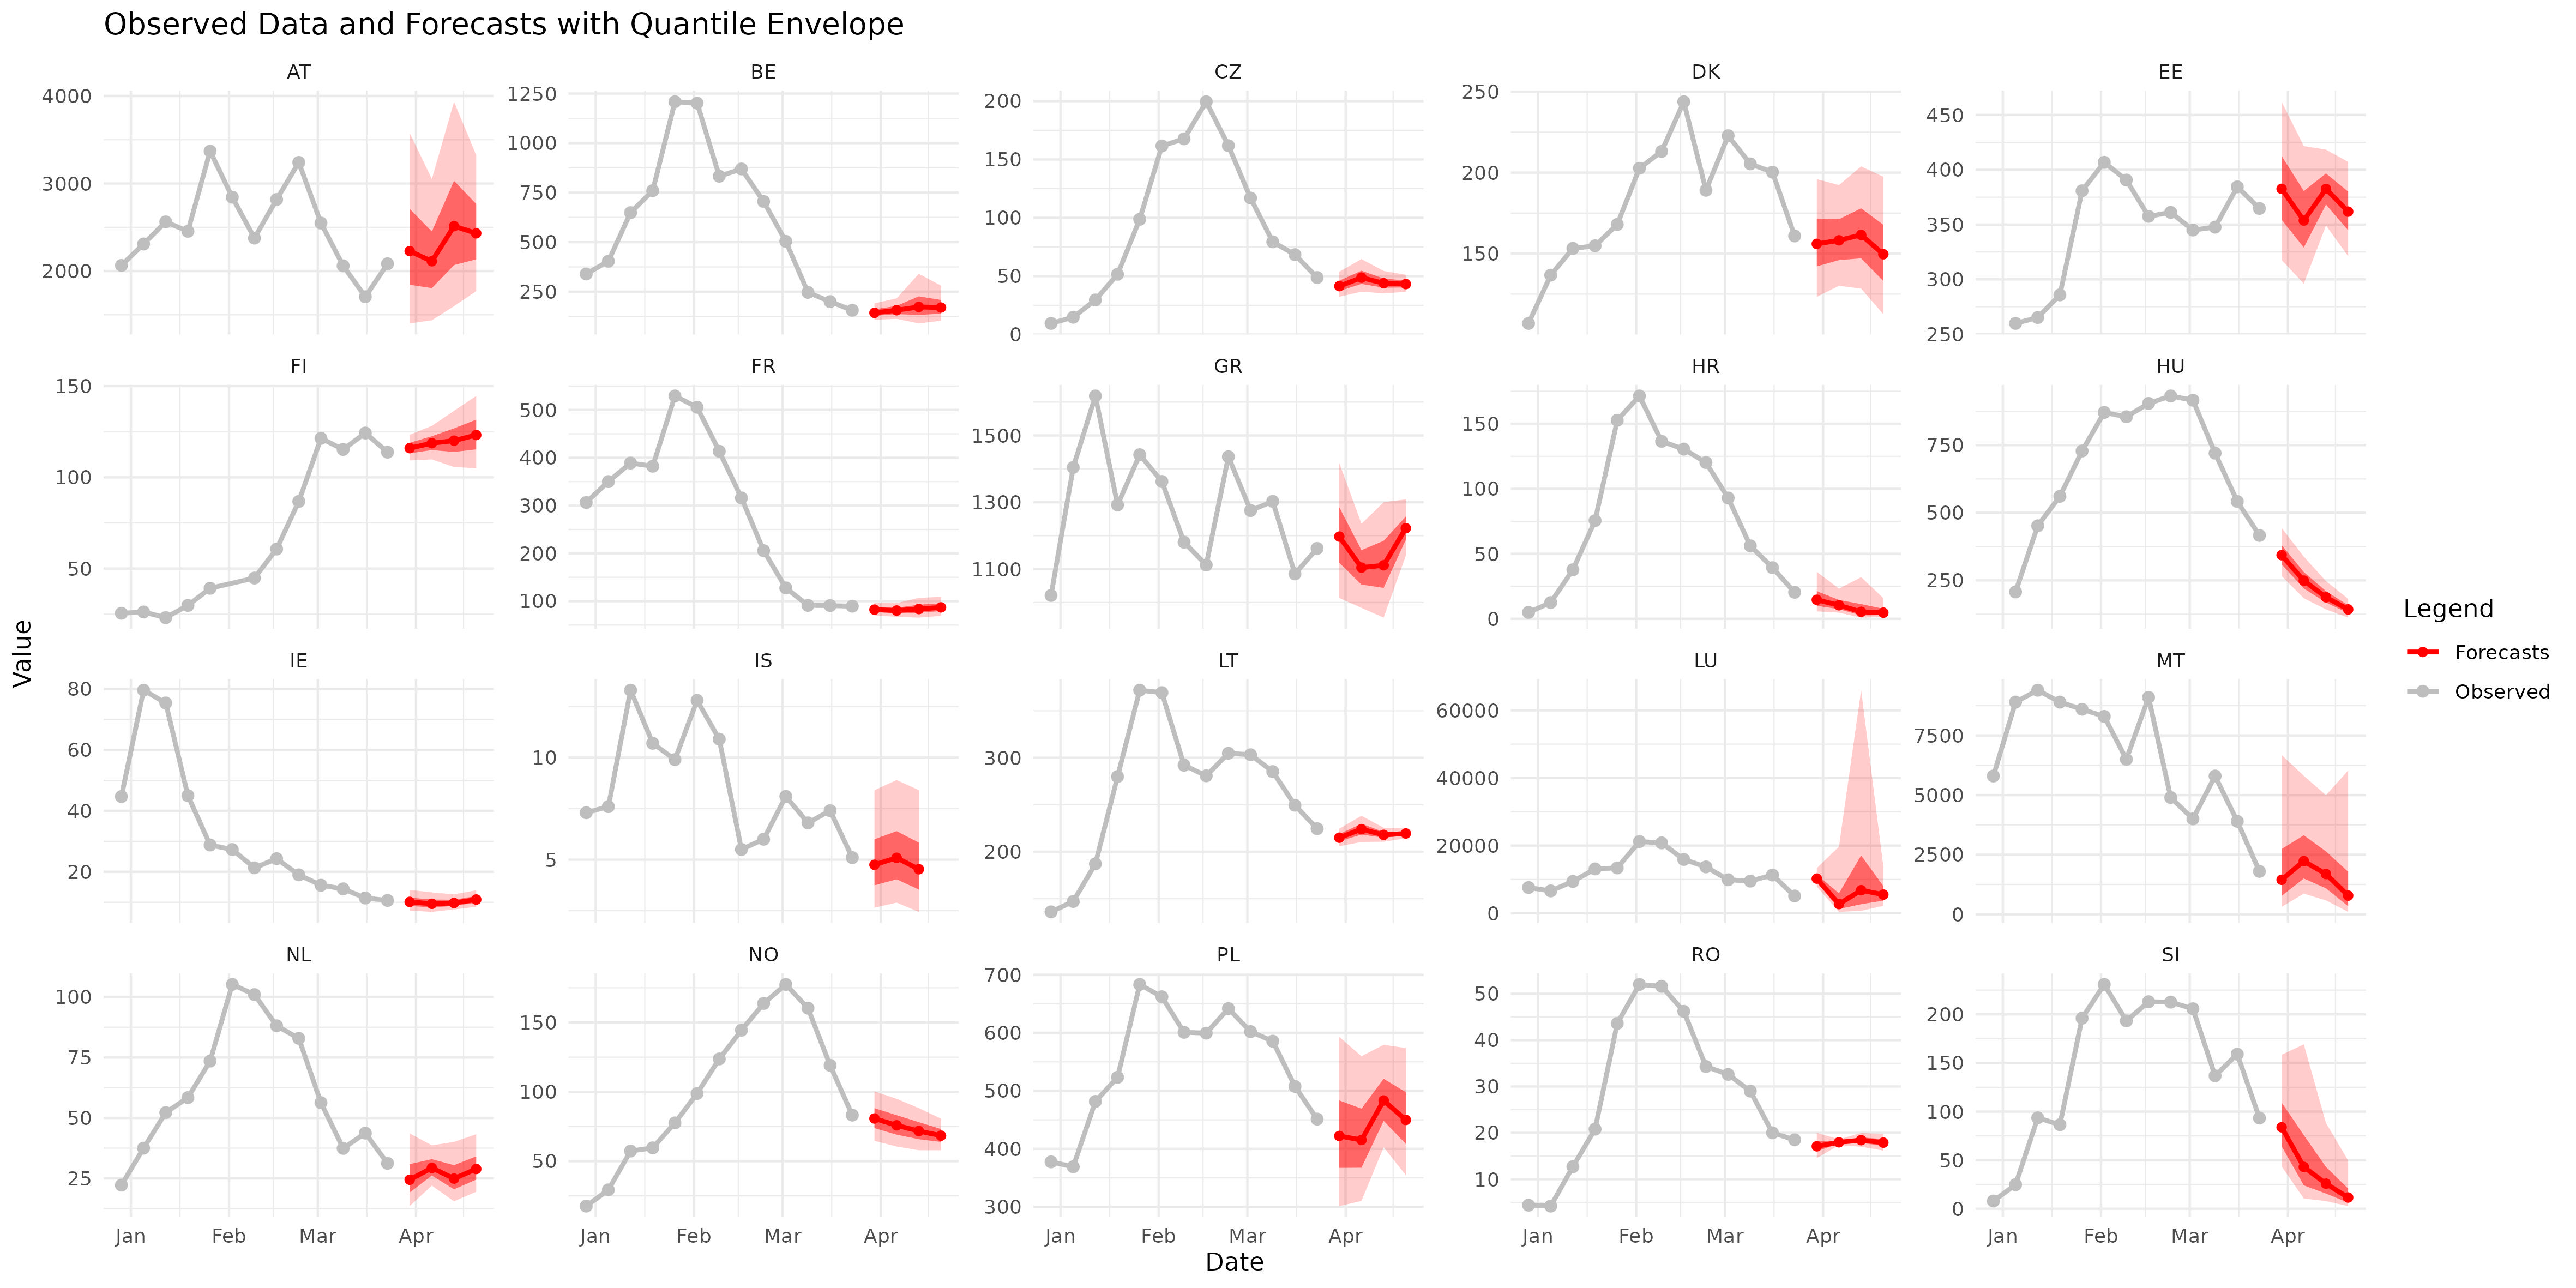 Observed Data and Forecasts with Quantile Envelope
AT
BE
CZ
DK
EE
4000
3000
2000
1250
1000
750
500
250
200
150
100
50
0
250
200
150
450
400
350
300
250
FI
FR
GR
HR
HU
150
100
50
500
400
300
200
100
1500
1300
1100
150
100
50
0
750
500
250
IE
IS
LT
LU
MT
80
60
40
20
10
5
300
200
60000
40000
20000
0
7500
5000
2500
0
NL
NO
PL
RO
SI
100
75
50
25
150
100
50
700
600
500
400
300
50
40
30
20
10
200
150
100
50
0
Jan Feb Mar Apr
Jan Feb Mar Apr
Jan Feb Mar Apr
Jan Feb Mar Apr
Jan Feb Mar Apr
Value
Date
Legend
Forecasts
Observed